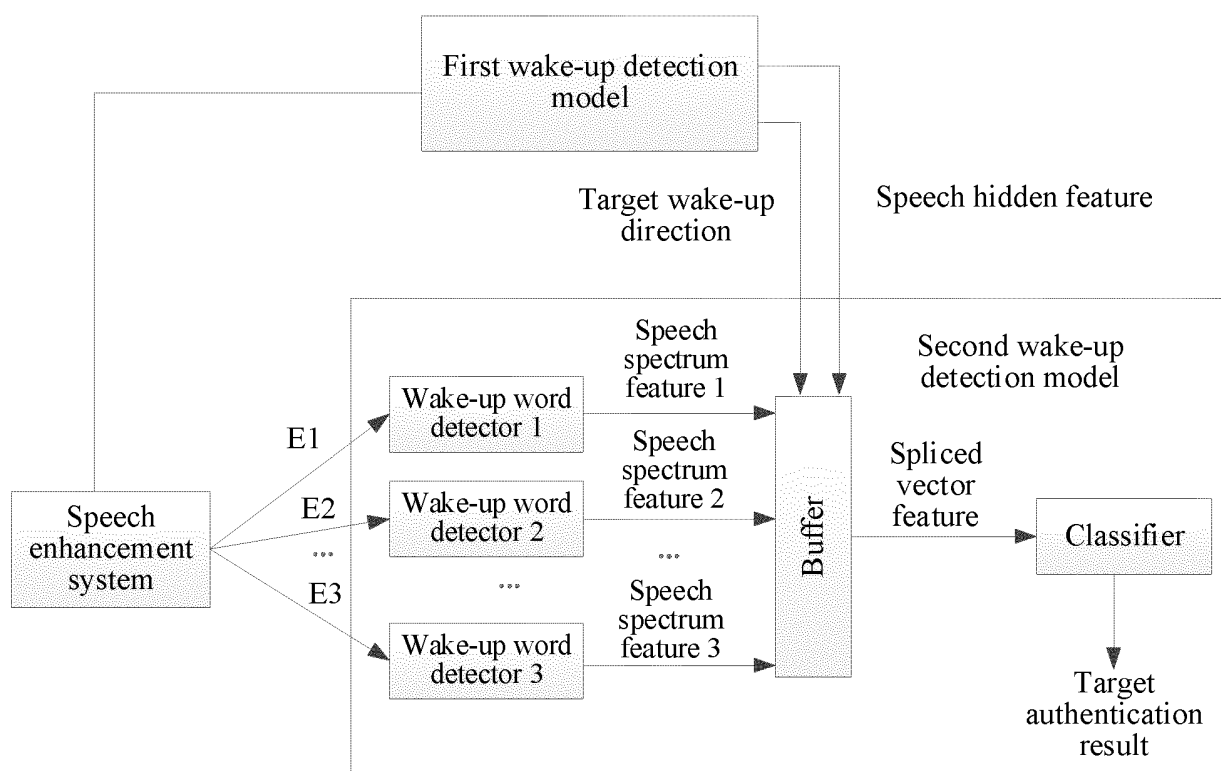 First wake-up detection
model
Target wake-up
direction
Speech hidden feature
Second wake-up
detection model
Speech
spectrum
feature 1
Wake-up word
detector 1
E1
Speech
spectrum
feature 2
Wake-up word
detector 2
E2
...
...
...
Speech
enhancement
system
E3
Speech
spectrum
feature 3
Wake-up word
detector 3
Buffer
Spliced
vector
feature
Classifier
Target
authentication
result